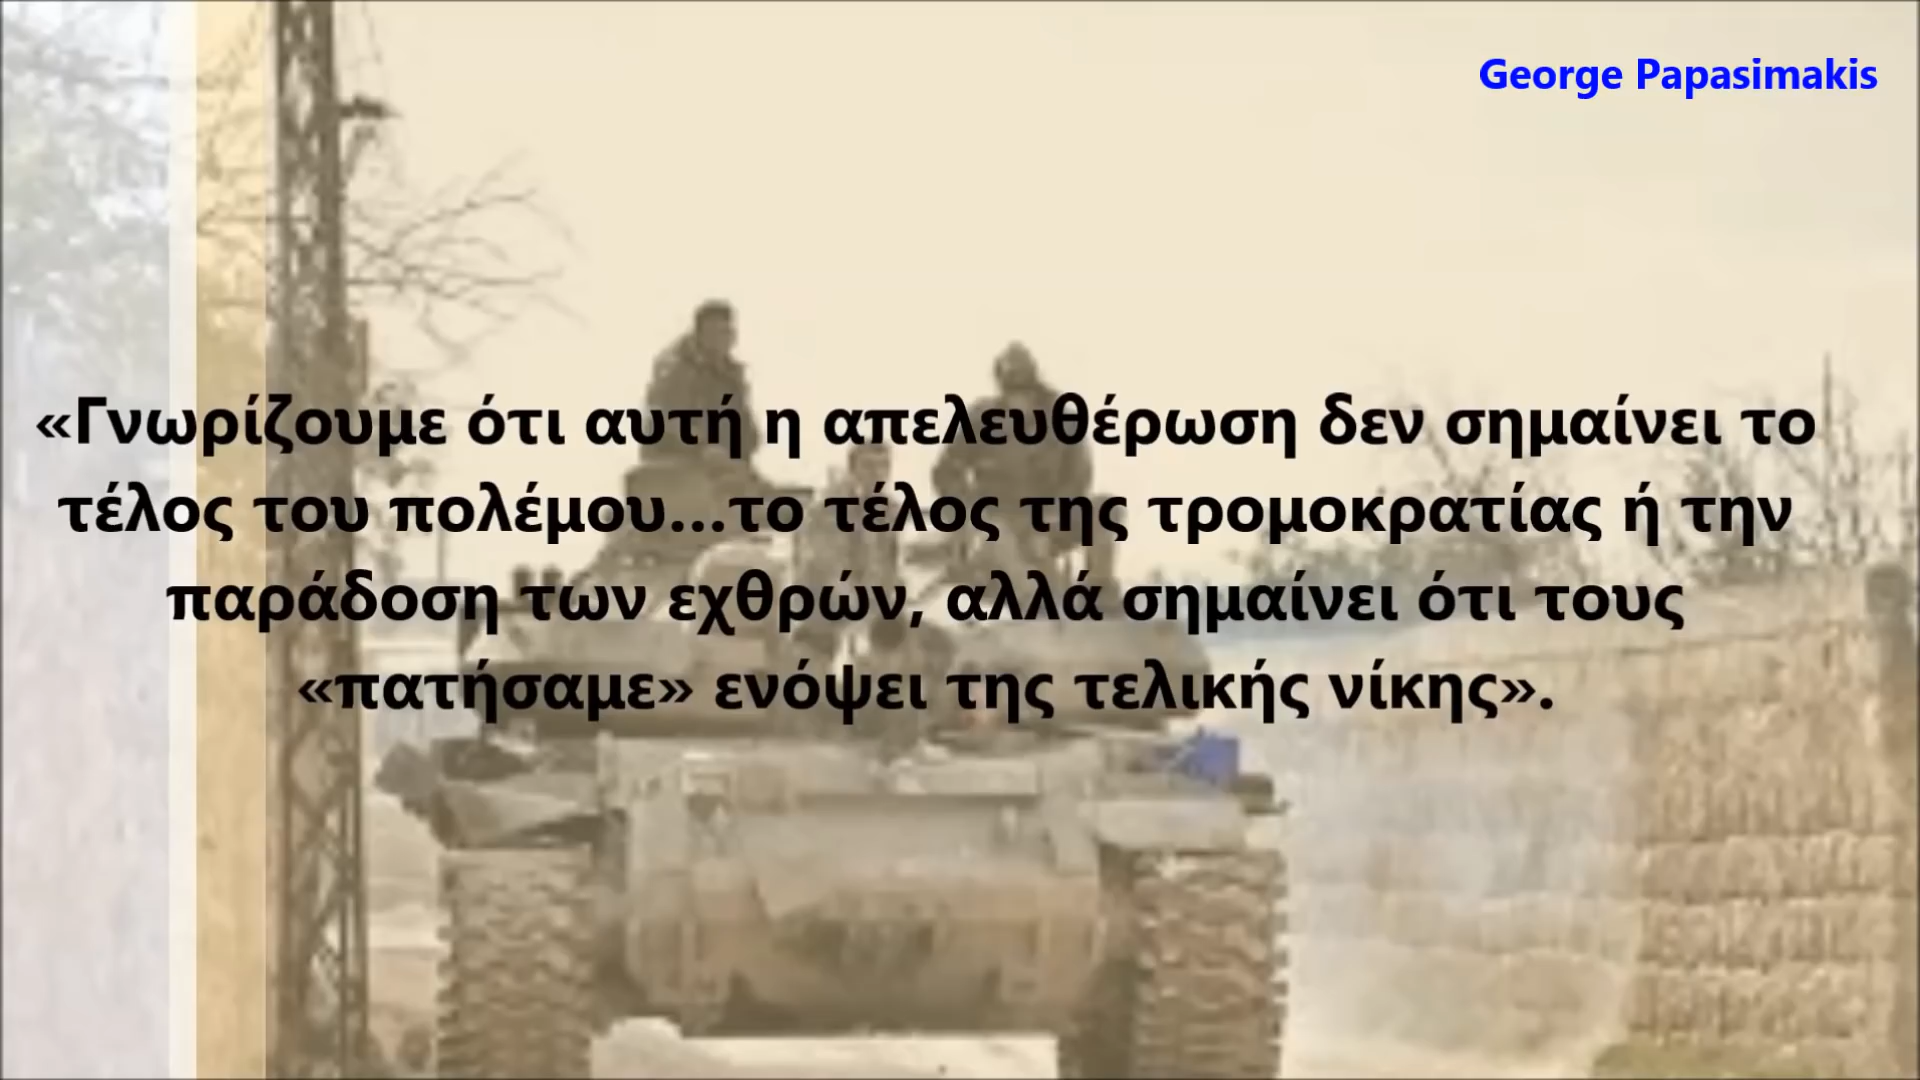 George Papasimakis
«Γνωρίζουμε ότι αυτή η απελευθέρωση δεν σημαίνει το
τέλος του πολέμου...το τέλος της τρομοκρατίας ή την
παράδοση των εχθρών, αλλά σημαίνει ότι τους
«πατήσαμε» ενόψει της τελικής νίκης».